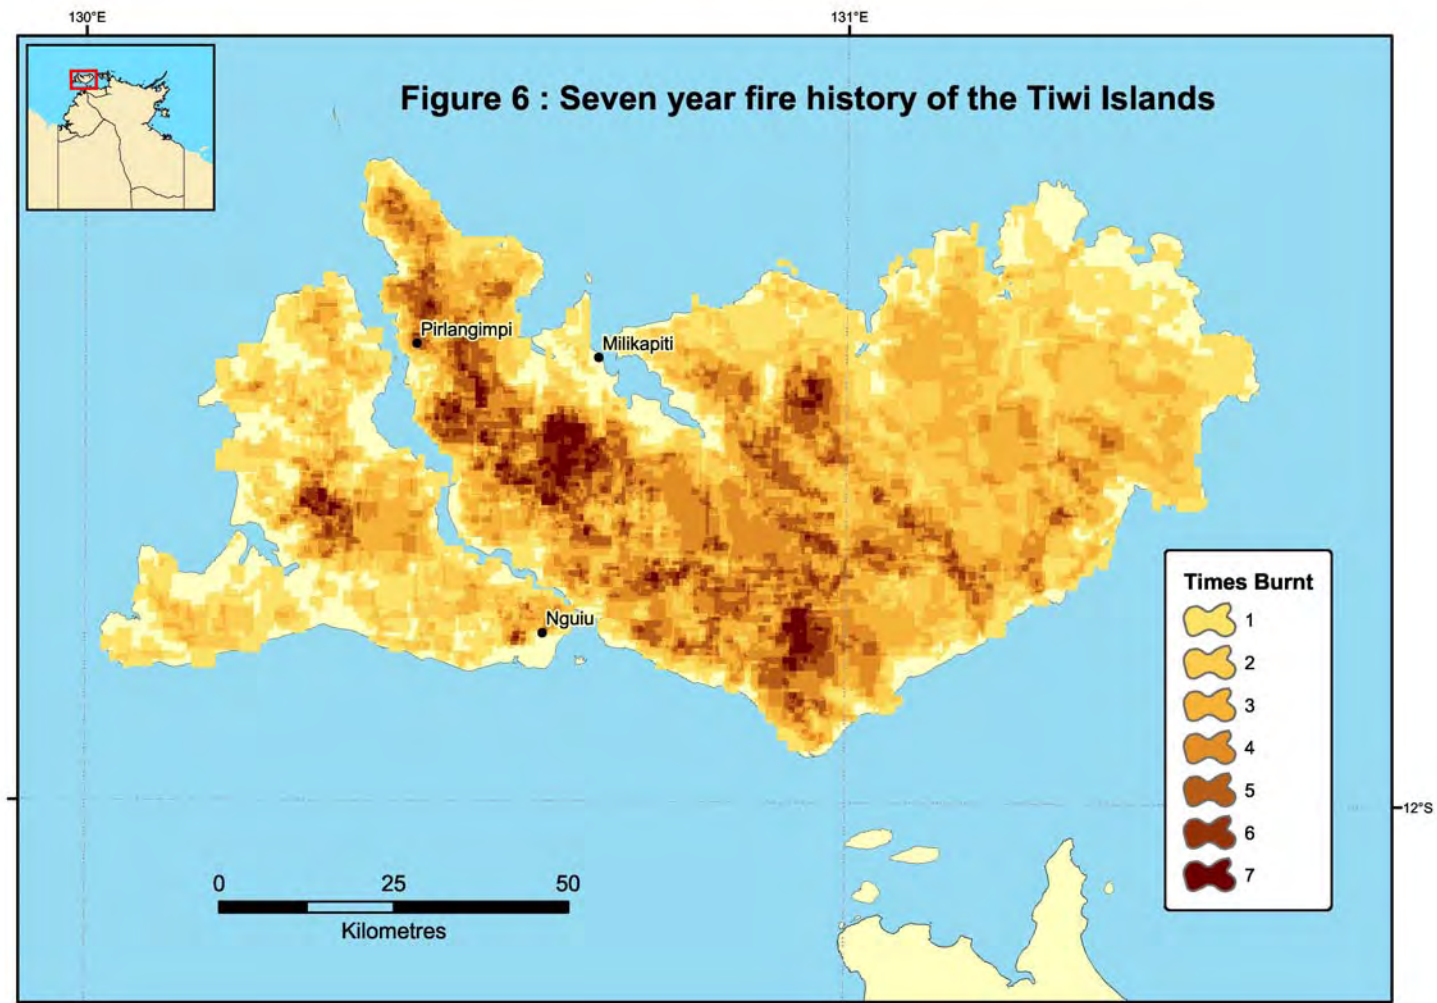 130°E
131°E
Figure 6 : Seven year fire history of the Tiwi Islands
Pirlangimpi
Milikapiti
Nguiu
Times Burnt
1
2
3
4
5
6
7
12°S
0 25 50
Kilometres